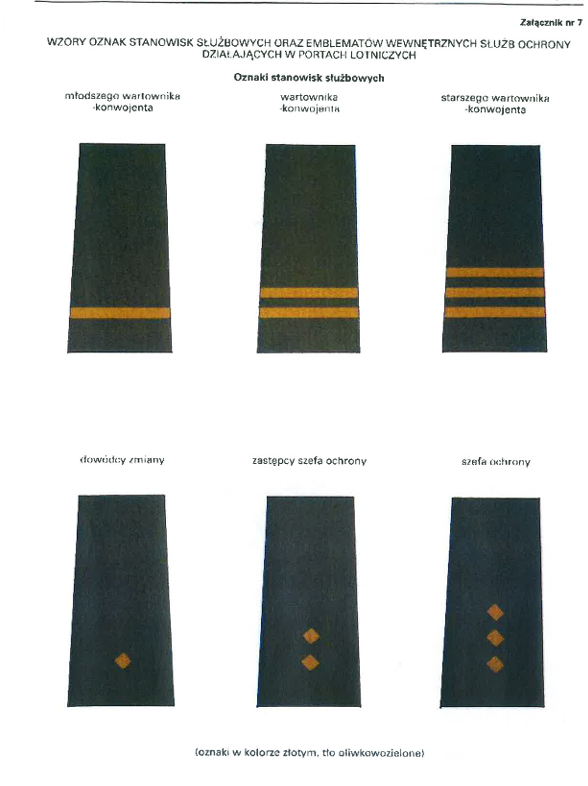 Załącznik nr 7
WZORY OZNAK STANOWISK SŁUŻBOWYCH ORAZ EMBLEMATÓW WEWNĘTRZNYCH SŁUŻB OCHRONY
DZIAŁAJĄCYCH W PORTACH LOTNICZYCH
Oznaki stanowisk służbowych
młodszego wartownika
-konwojenta
wartownika
-konwojenta
starszego wartownika
-konwojenta
dowódcy zmiany
zastępcy szefa ochrony
szefa ochrony
(oznaki w kolorze złotym, tło oliwkowozielone)